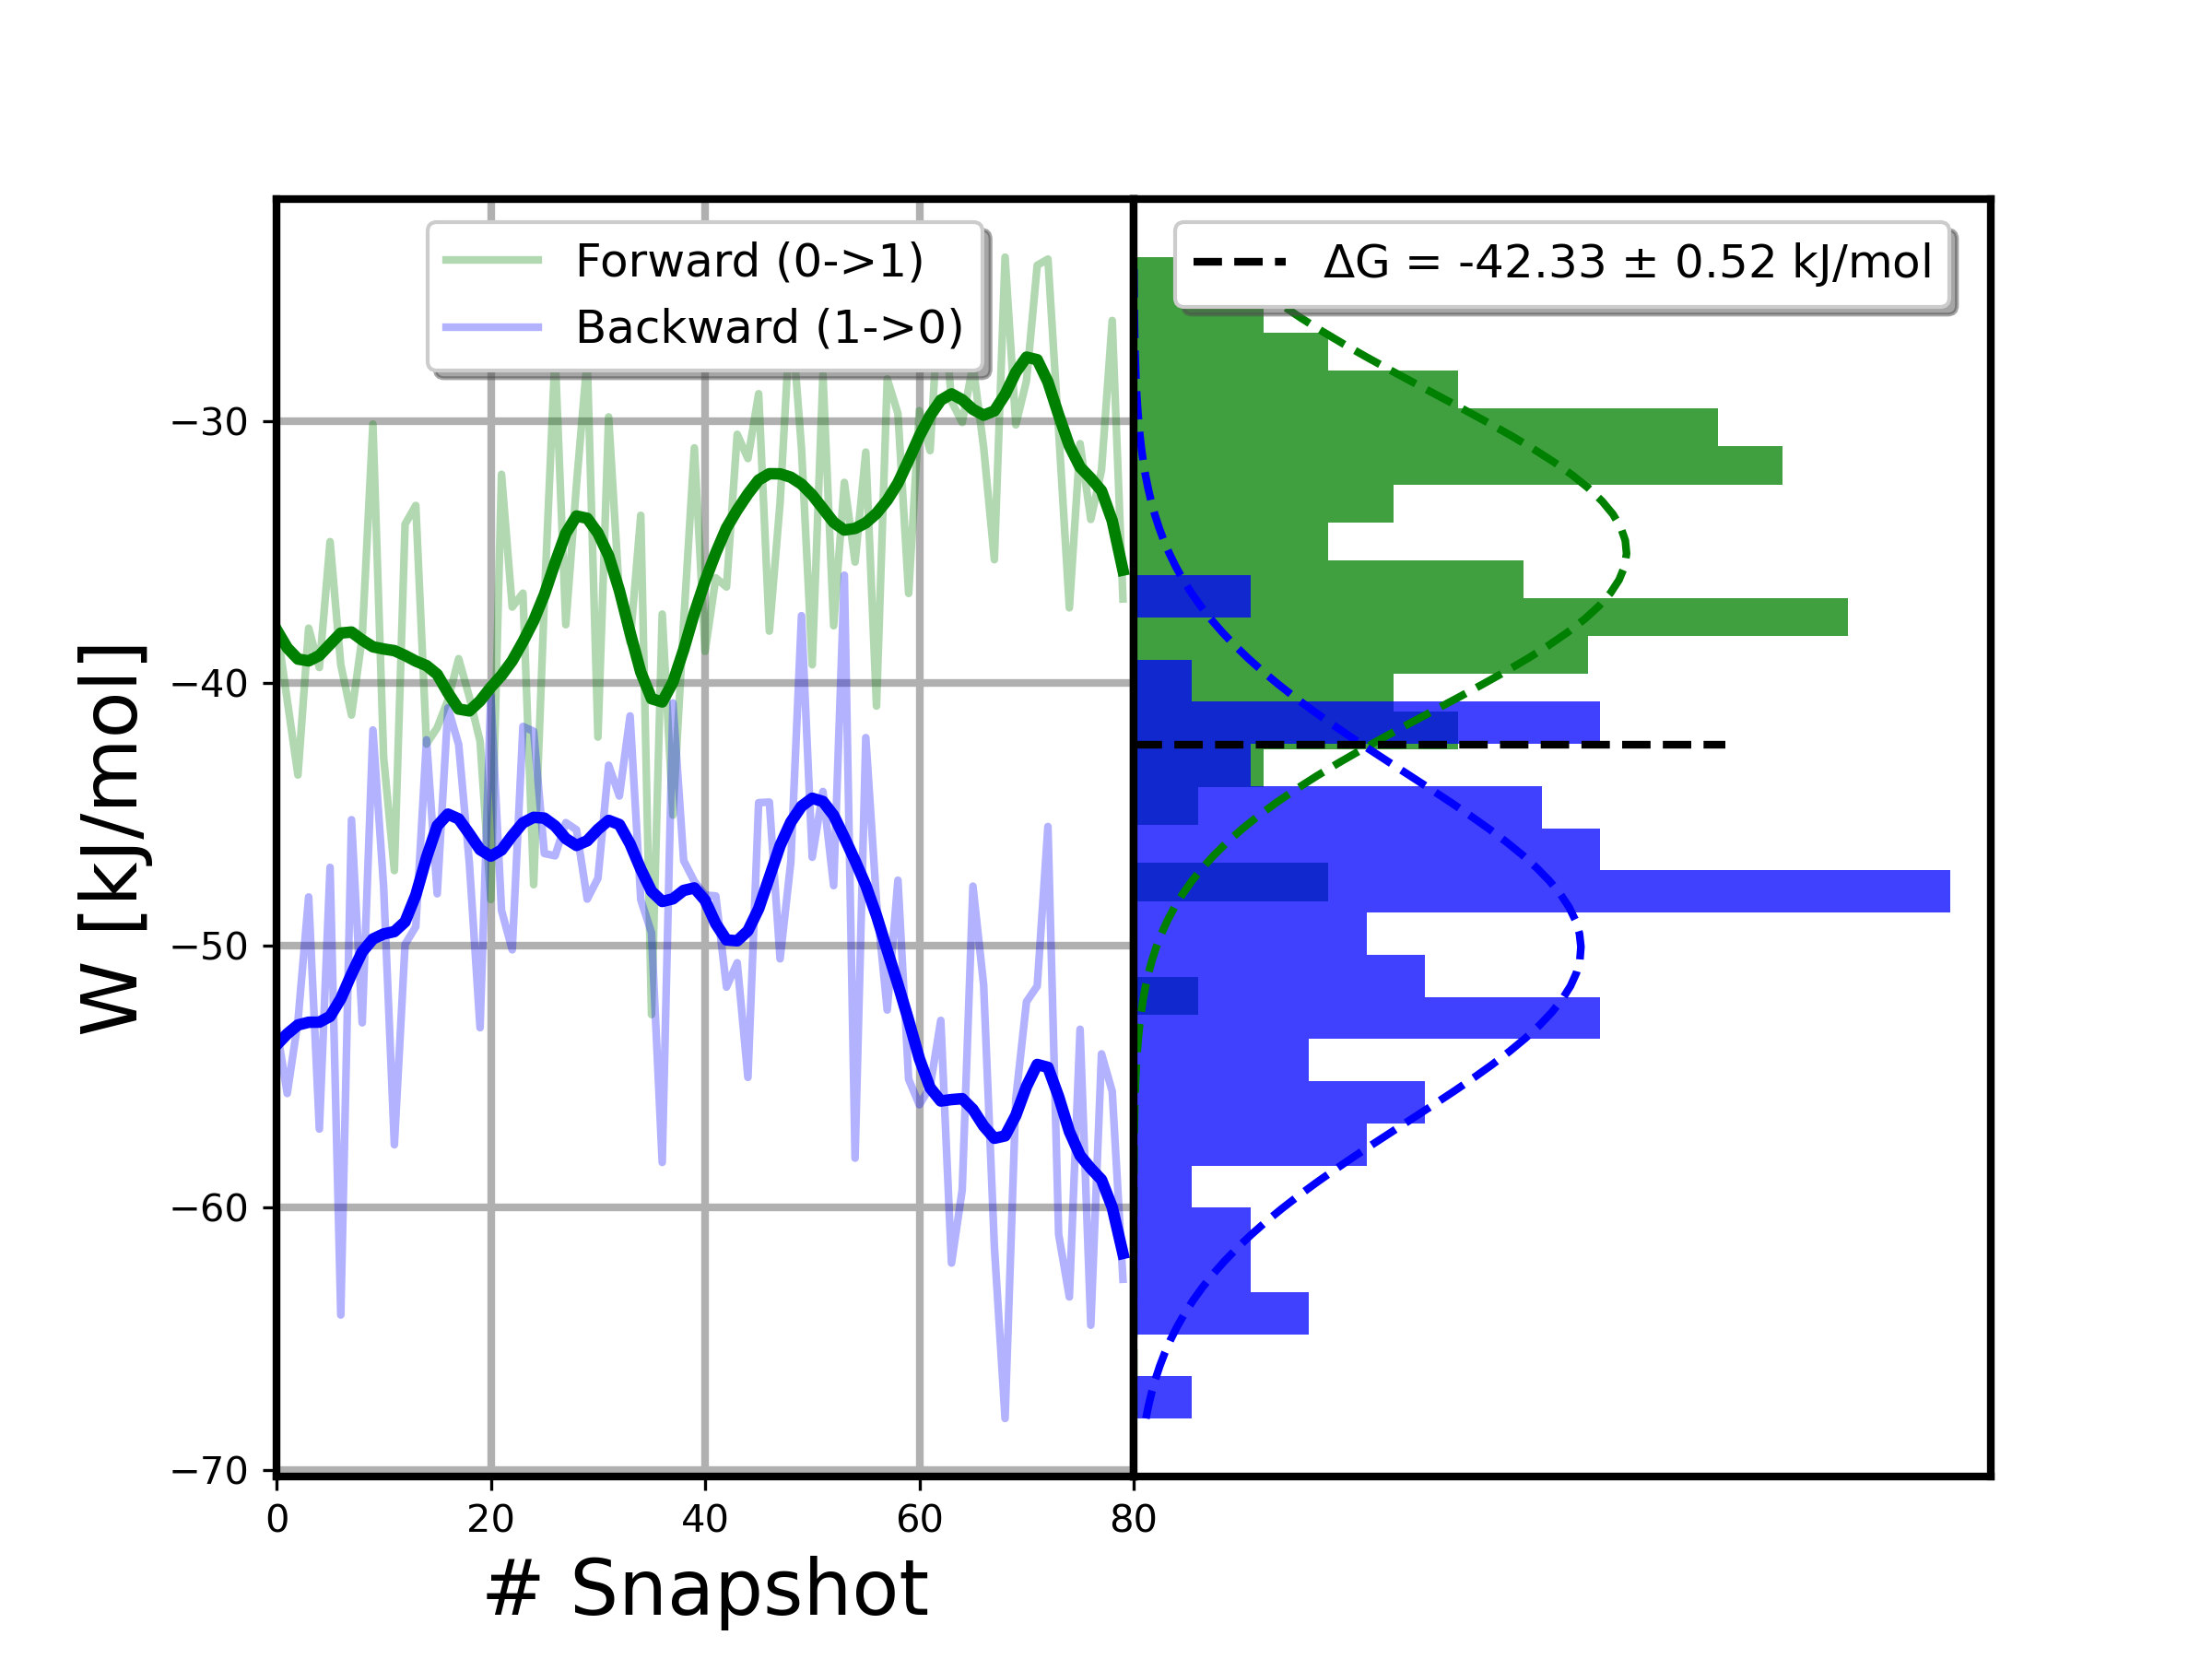 Forward (0->1)
Backward (1->0)
ΔG = -42.33 ± 0.52 kJ/mol
W [kJ/mol]
−30
−40
−50
−60
−70
0
20
40
60
80
# Snapshot